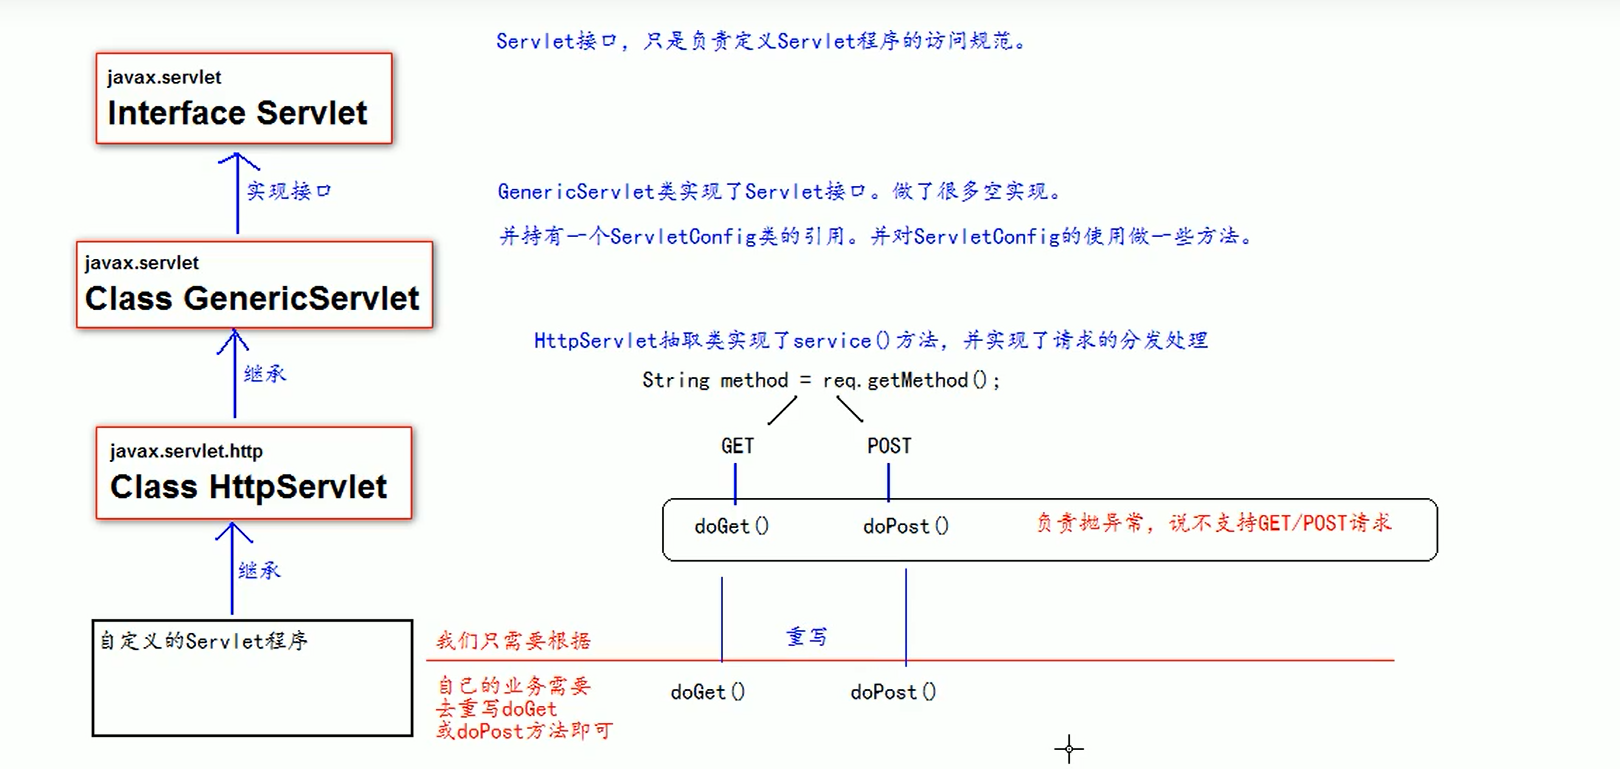 Servlet接口，只是负责定义Servlet程序的访问规范。
javax.servlet
Interface Servlet
实现接口
GenericServlet类实现了Servlet接口。做了很多空实现。
并持有一个ServletConfig类的引用。并对ServletConfig的使用做一些方法。
javax.servlet
Class GenericServlet
继承
HttpServlet抽取类实现了service()方法，并实现了请求的分发处理
String method = req.getMethod();
GET POST
javax.servlet.http
Class HttpServlet
doGet() doPost() 负责抛异常，说不支持GET/POST请求
继承
自定义的Servlet程序
我们只需要根据
重写
自已的业务需要
去重写doGet
或doPost方法即可
doGet() doPost()